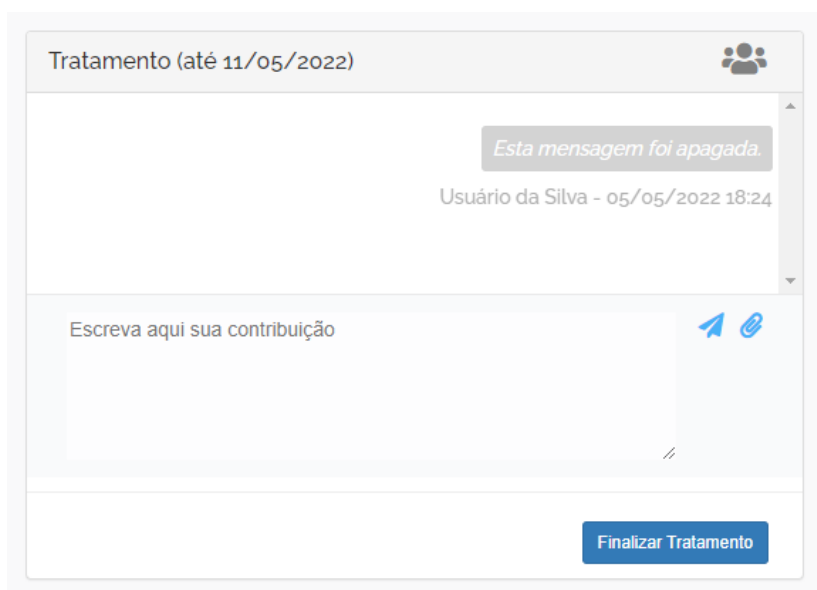 Tratamento (até 11/05/2022)
Esta mensagem foi apagada.
Usuário da Silva - 05/05/2022 18:24
Escreva aqui sua contribuição
Finalizar Tratamento